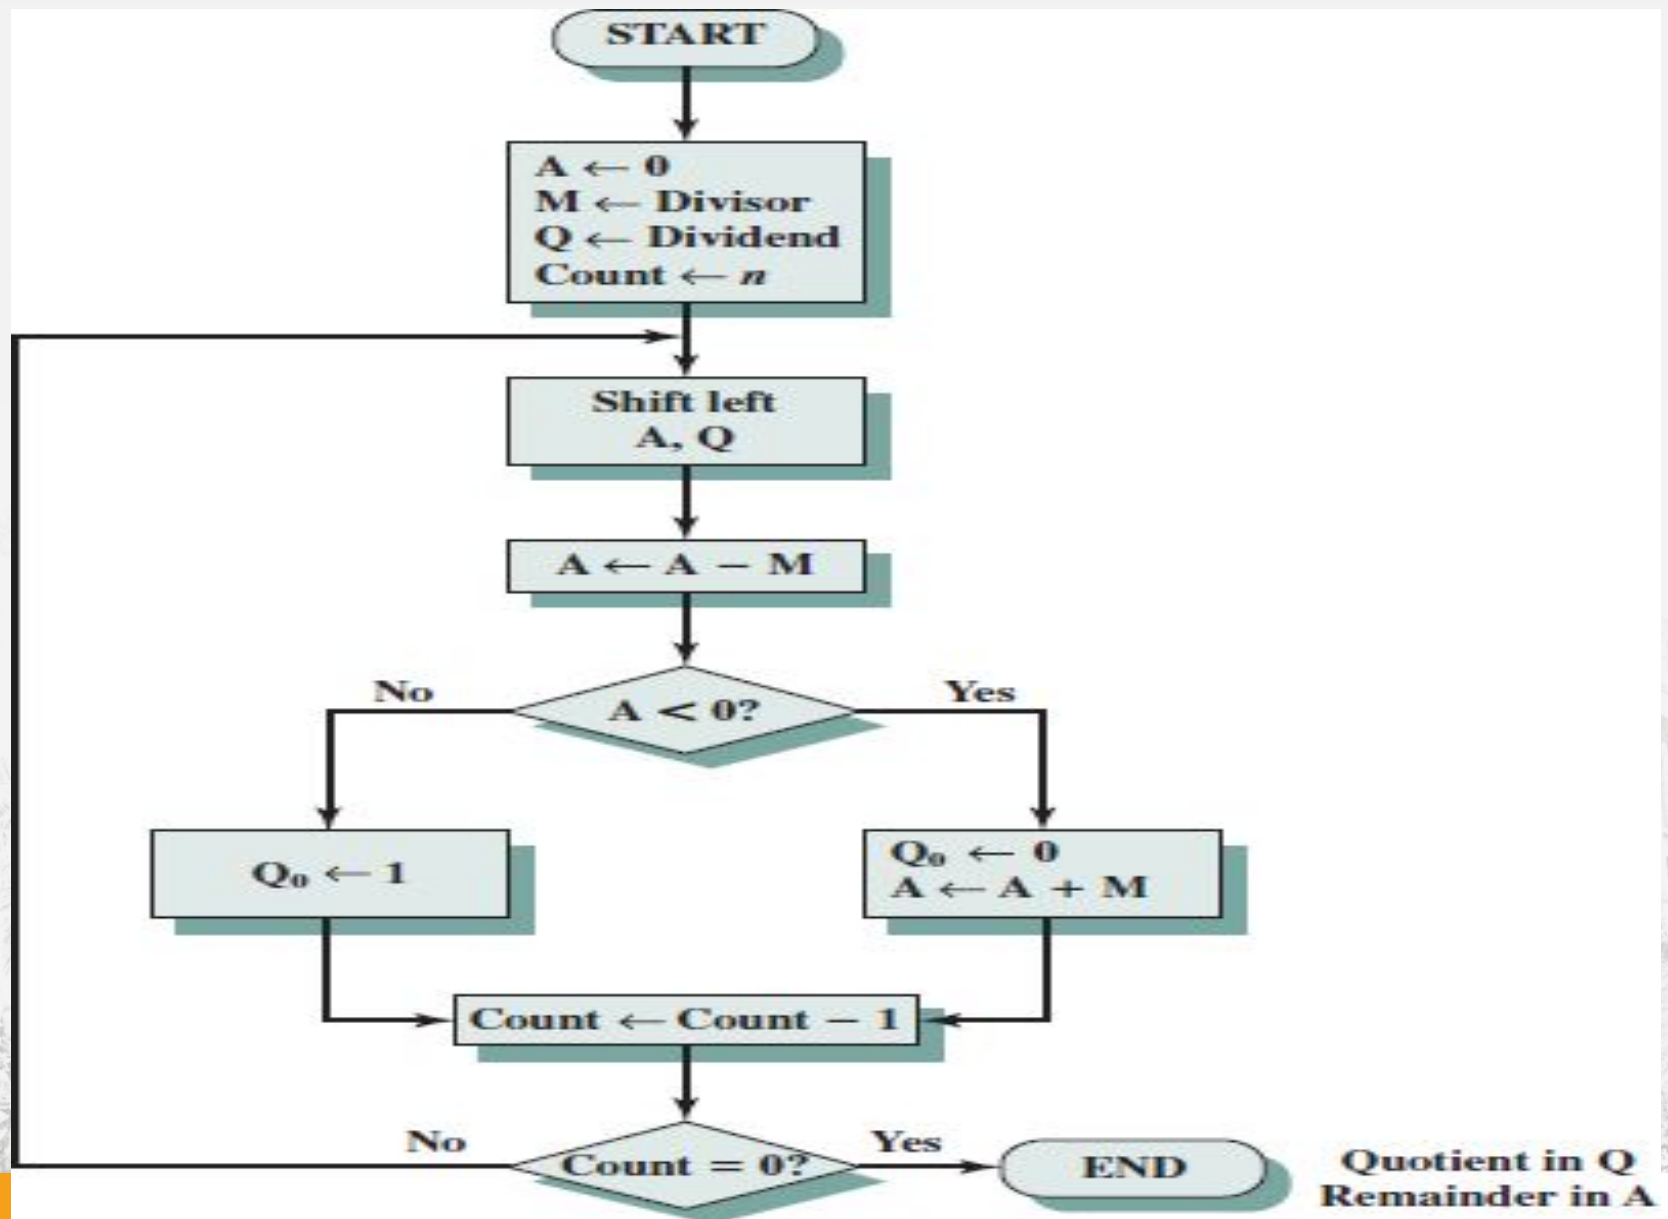 START
A ← 0
M ← Divisor
Q ← Dividend
Count ← n
Shift left
A, Q
A ← A − M
No
Yes
A < 0?
Q₀ ← 1
Q₀ ← 0
A ← A + M
Count ← Count − 1
No
Yes
Count = 0?
END
Quotient in Q
Remainder in A